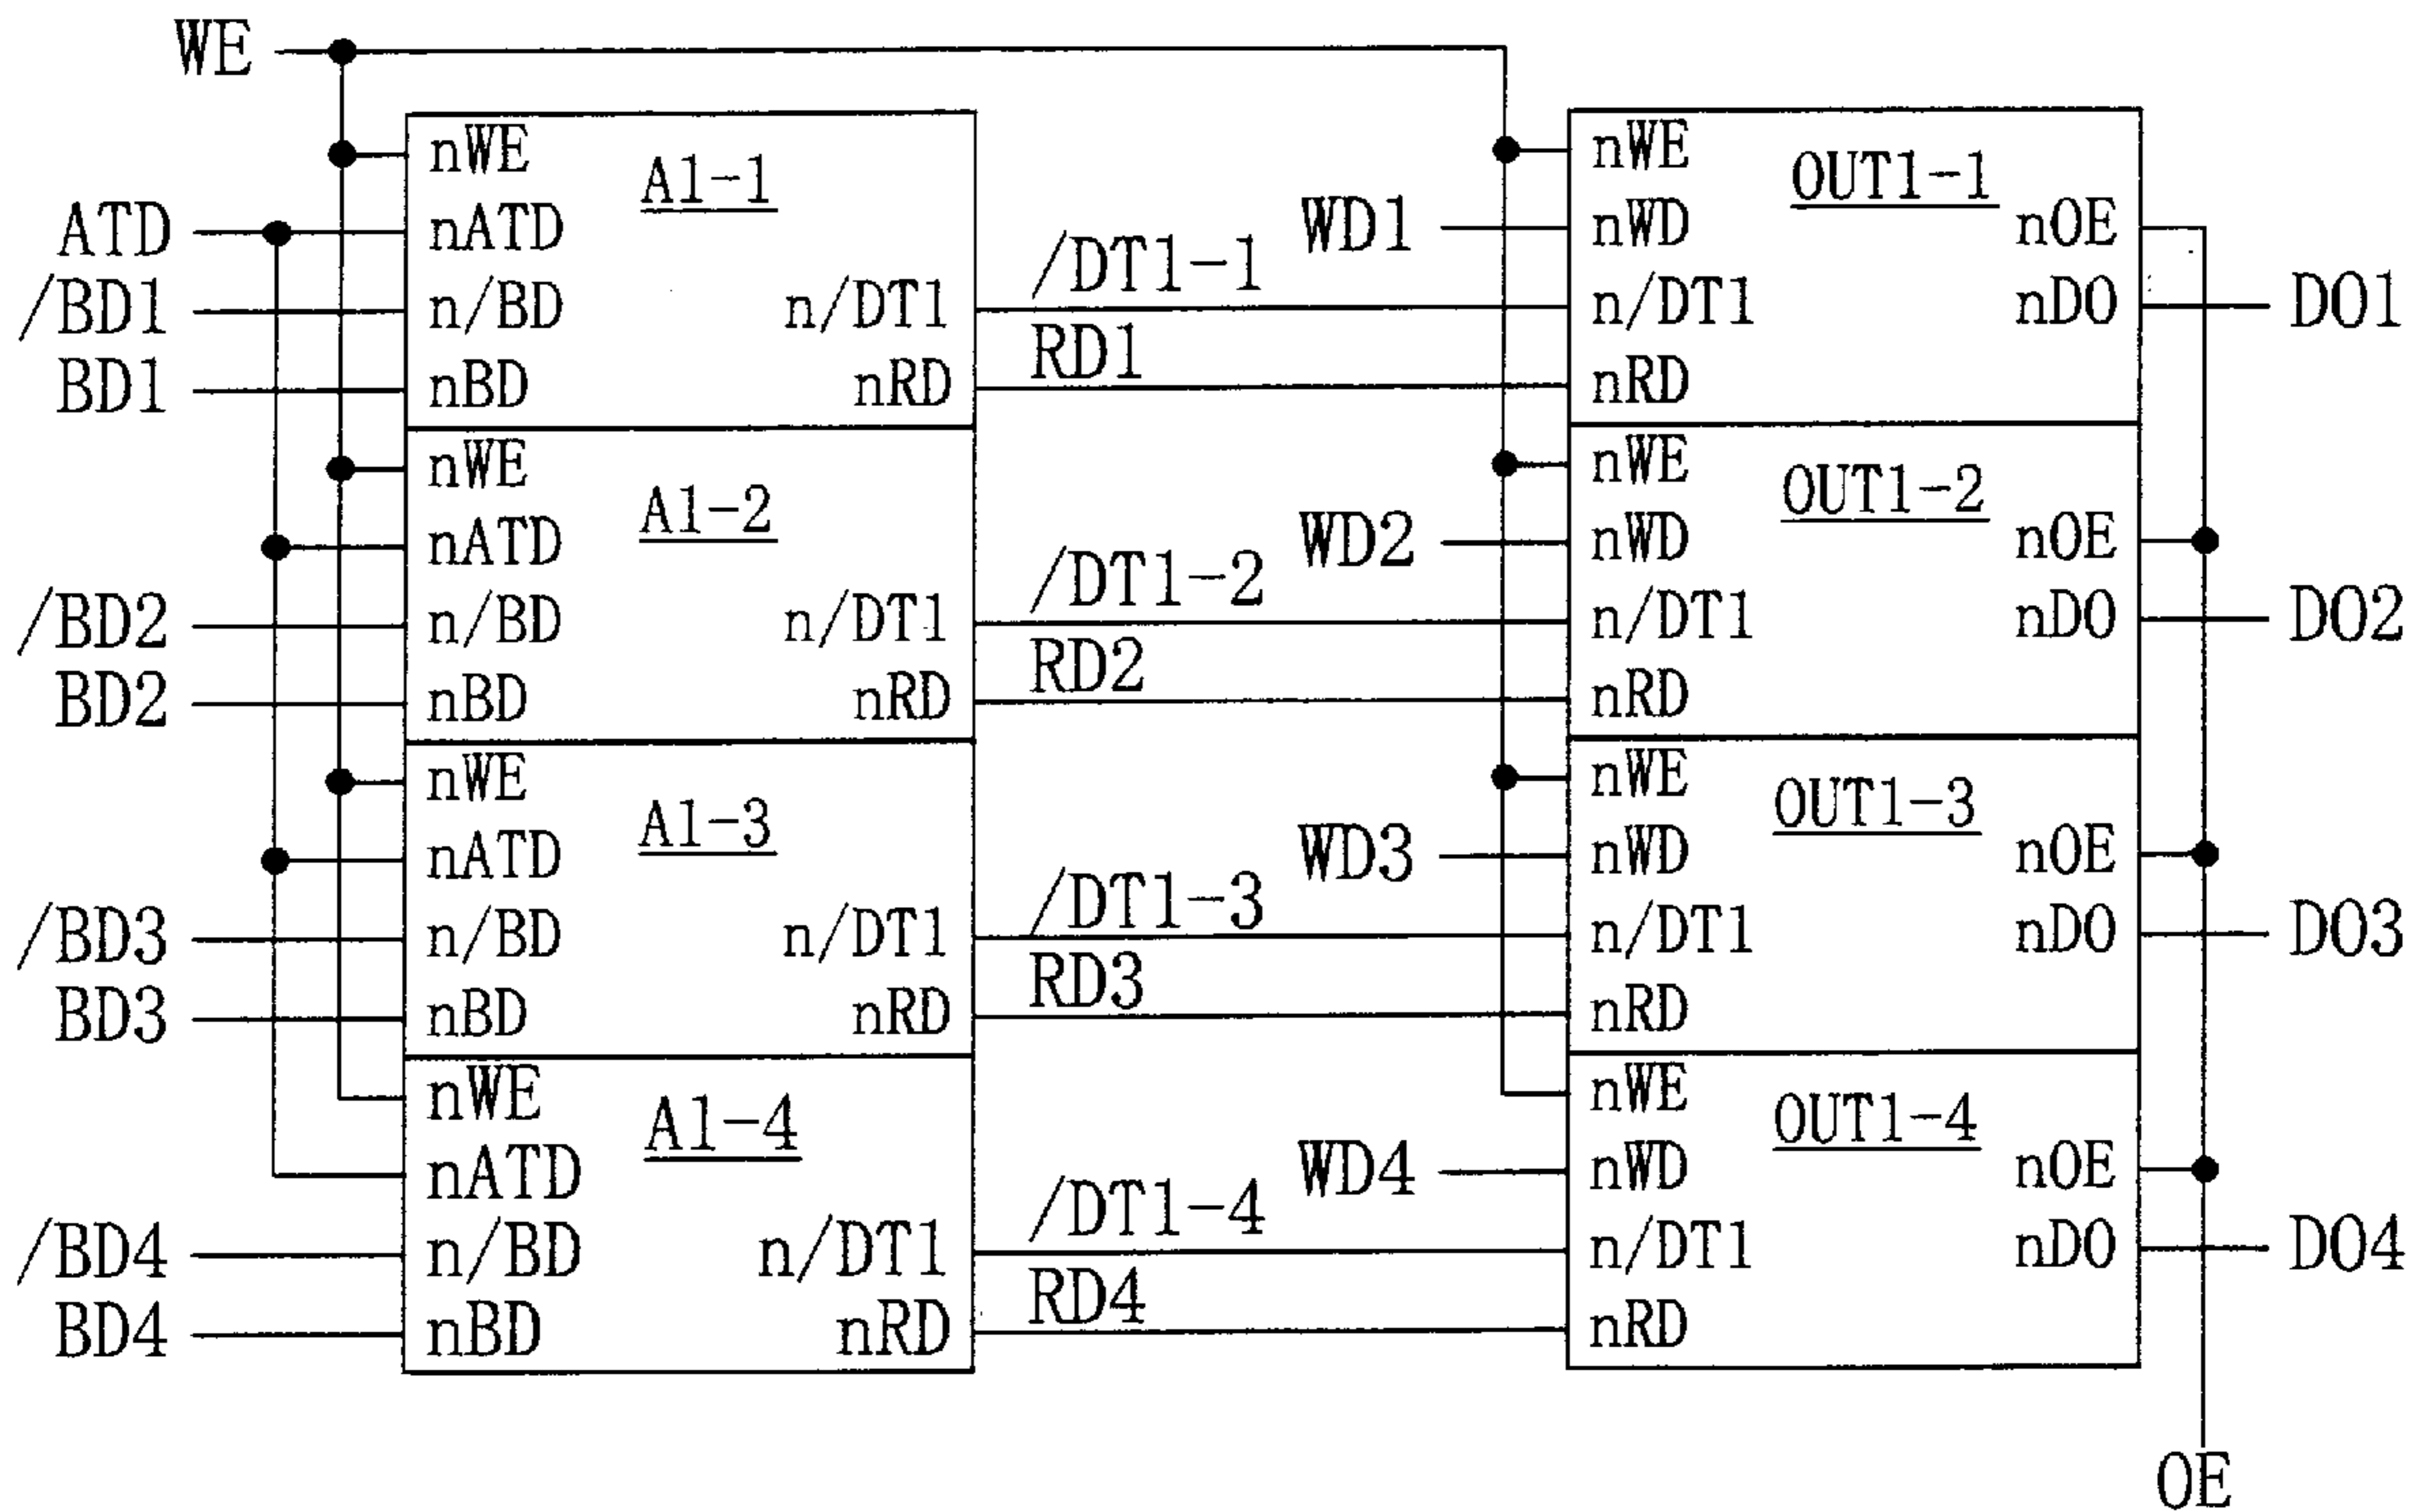 WE
nWE
A1-1
ATD
nATD
/BD1
n/BD
n/DT1
BD1
nBD
nRD
/DT1-1
RD1
WD1
nWE
OUT1-1
nWD
nOE
n/DT1
nDO
DO1
nRD
nWE
A1-2
nATD
/BD2
n/BD
n/DT1
BD2
nBD
nRD
/DT1-2
RD2
WD2
nWE
OUT1-2
nWD
nOE
n/DT1
nDO
DO2
nRD
nWE
A1-3
nATD
/BD3
n/BD
n/DT1
BD3
nBD
nRD
/DT1-3
RD3
WD3
nWE
OUT1-3
nWD
nOE
n/DT1
nDO
DO3
nRD
nWE
A1-4
nATD
/BD4
n/BD
n/DT1
BD4
nBD
nRD
/DT1-4
RD4
WD4
nWE
OUT1-4
nWD
nOE
n/DT1
nDO
DO4
nRD
OE